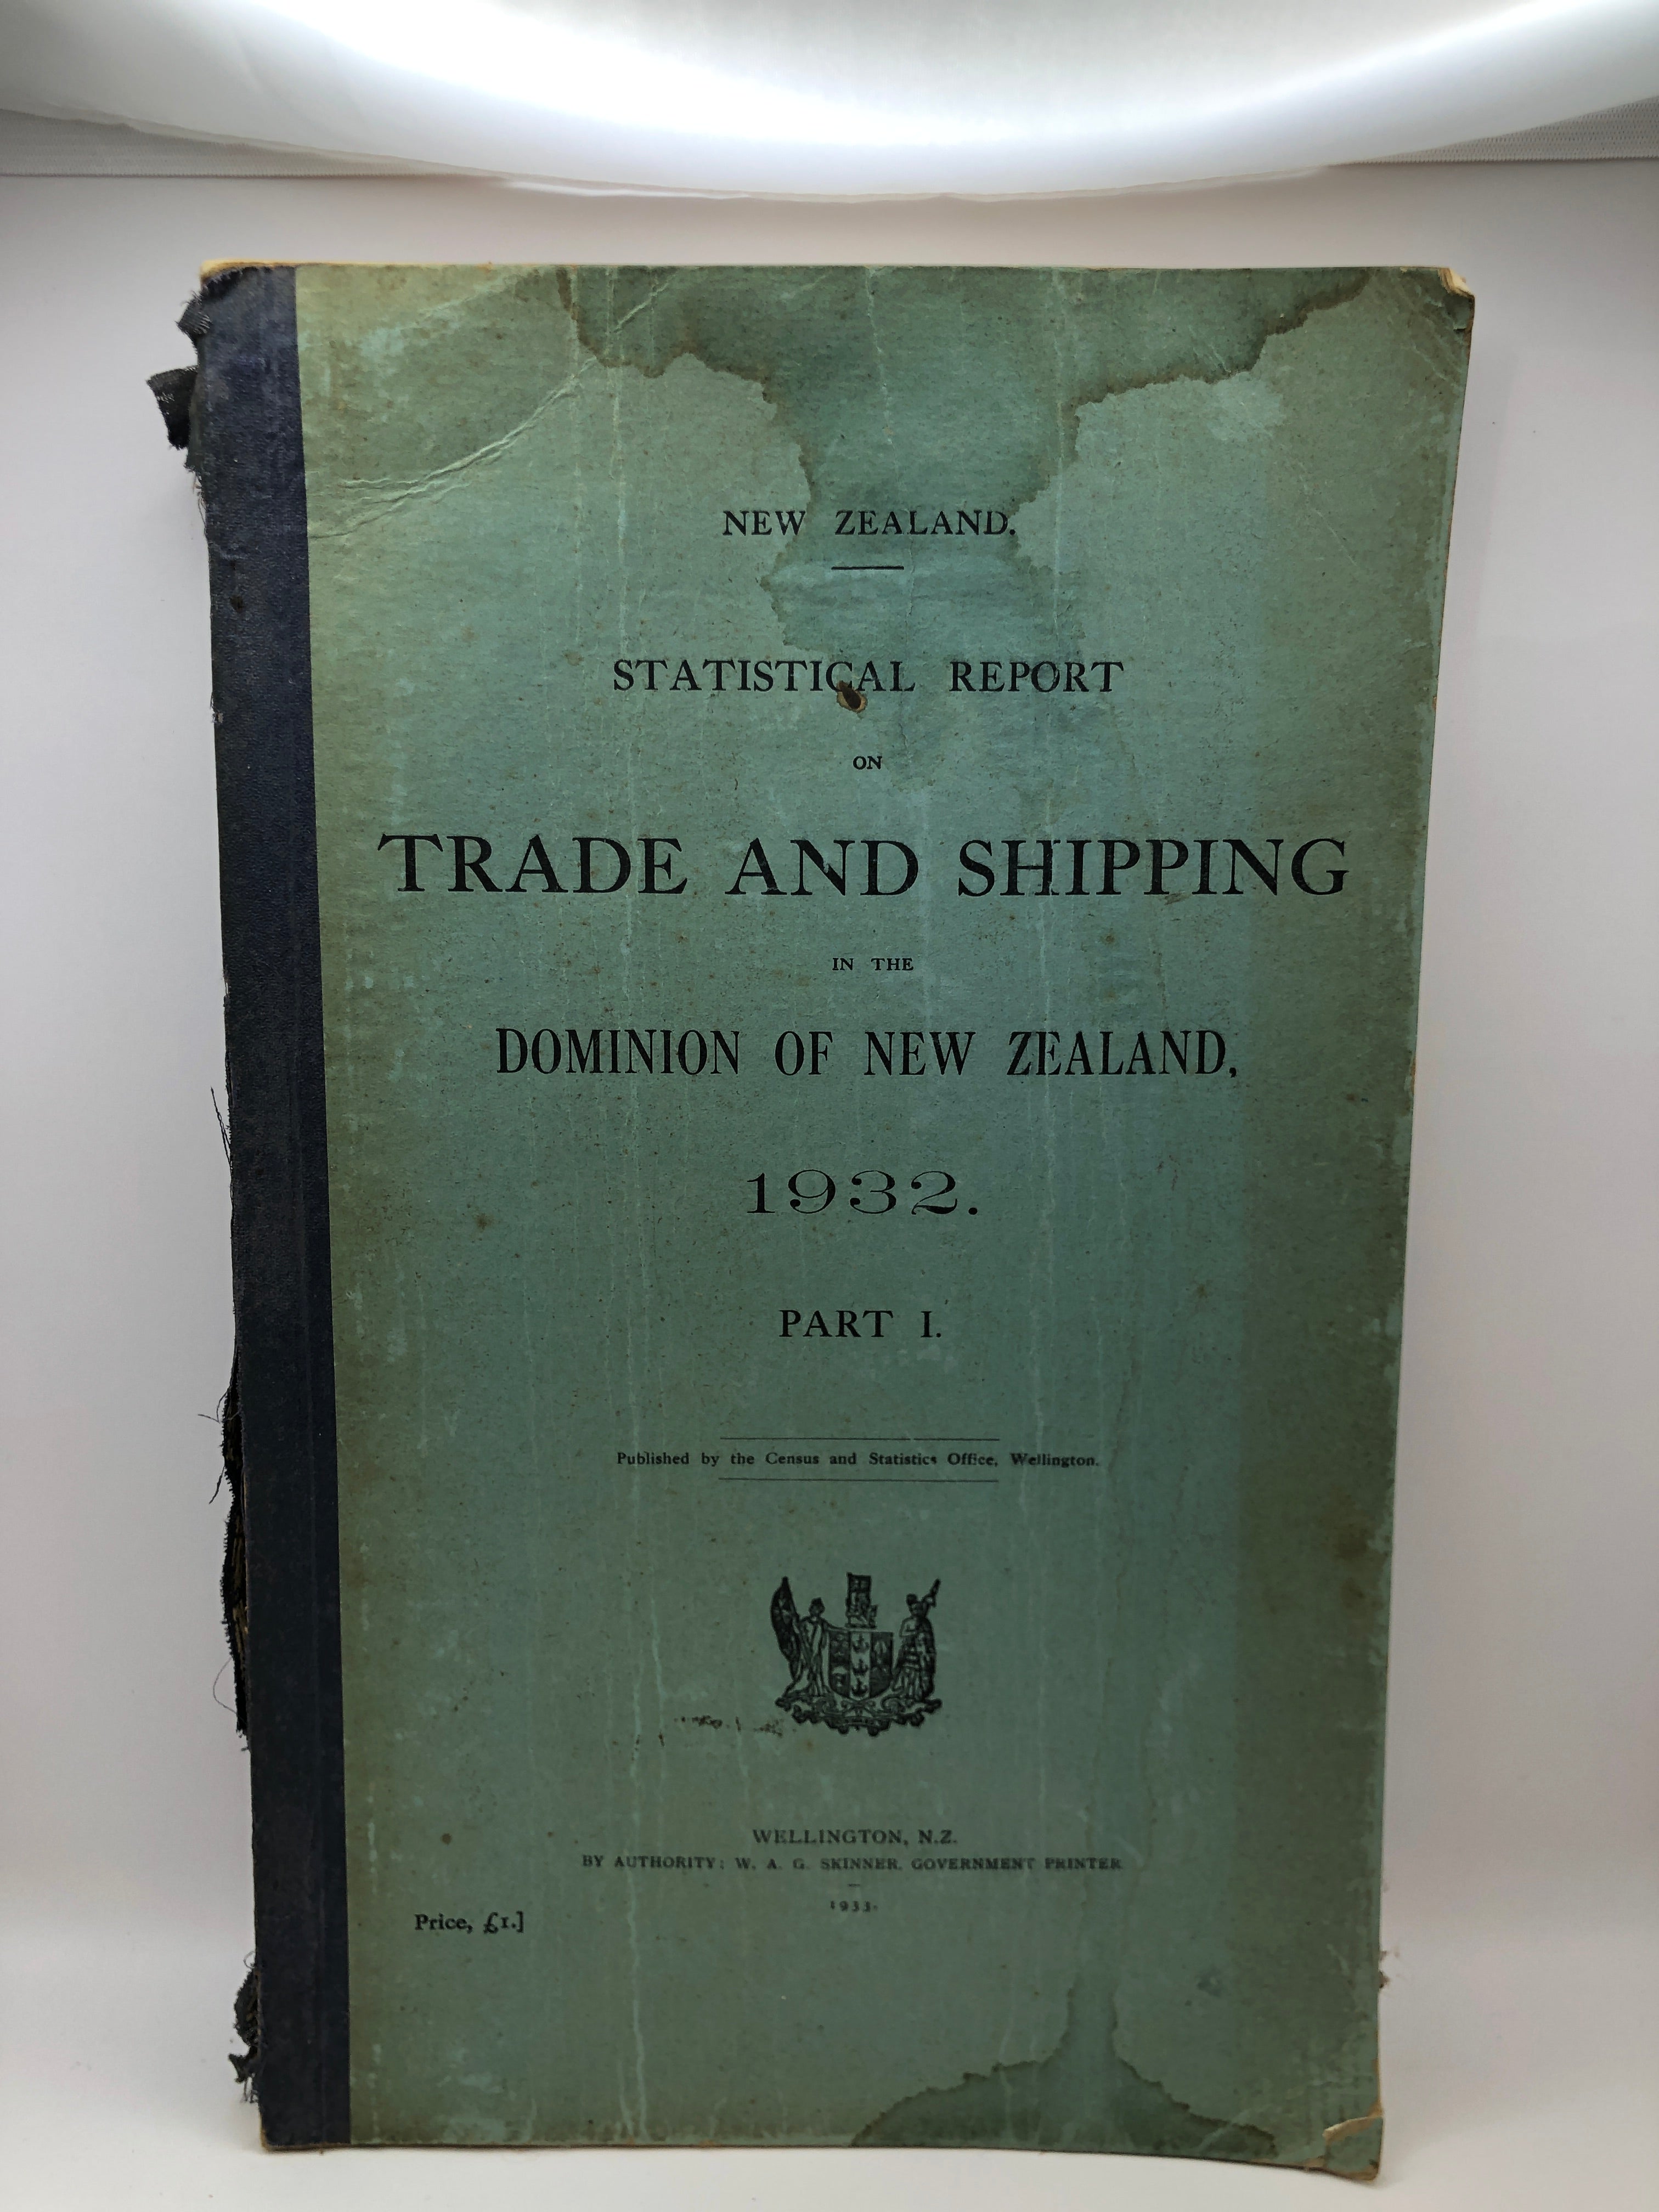 NEW ZEALAND.
STATISTICAL REPORT
ON
TRADE AND SHIPPING
IN THE
DOMINION OF NEW ZEALAND,
1932.
PART I.
Published by the Census and Statistics Office, Wellington.
WELLINGTON, N.Z.
BY AUTHORITY: W. A. G. SKINNER, GOVERNMENT PRINTER
1933.
Price, £1.]